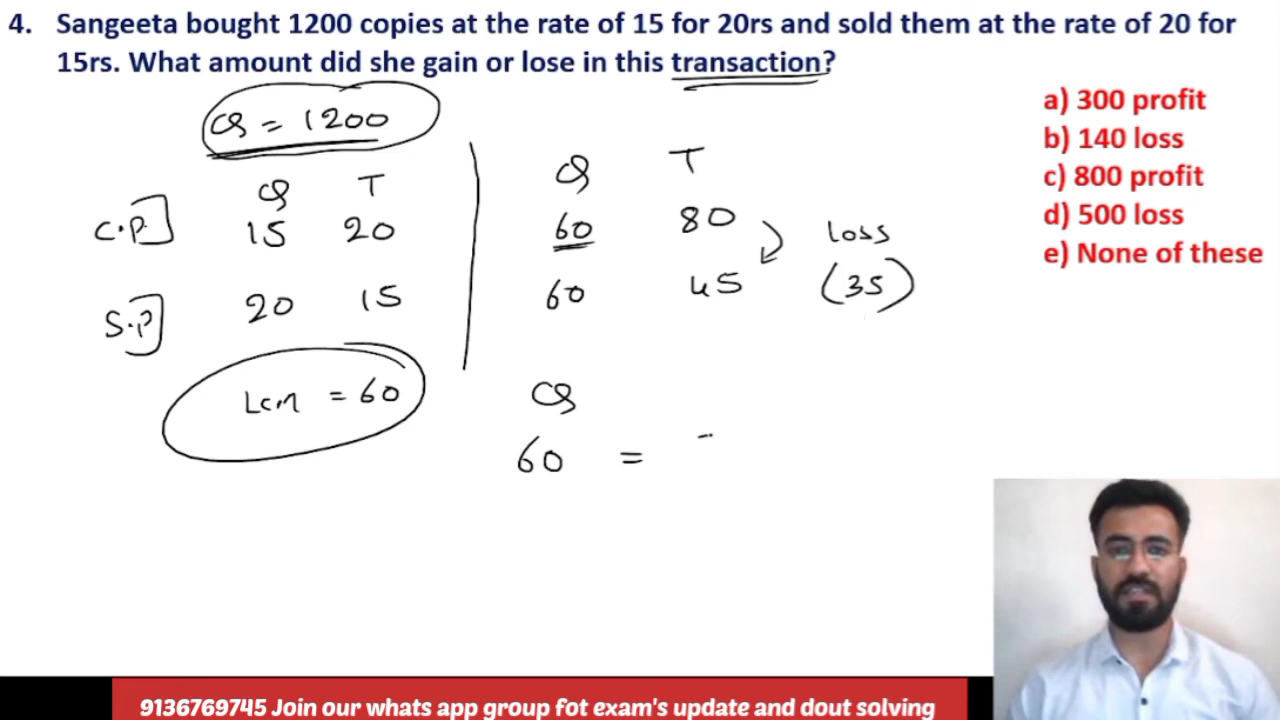 4. Sangeeta bought 1200 copies at the rate of 15 for 20rs and sold them at the rate of 20 for
15rs. What amount did she gain or lose in this transaction?
a) 300 profit
b) 140 loss
c) 800 profit
d) 500 loss
e) None of these
Q = 1200
Q T
C.P. 15 20
S.P 20 15
Lcm = 60
Q T
60 80
60 45
loss
(35)
Q
60 =
9136769745 Join our whats app group fot exam's update and dout solving